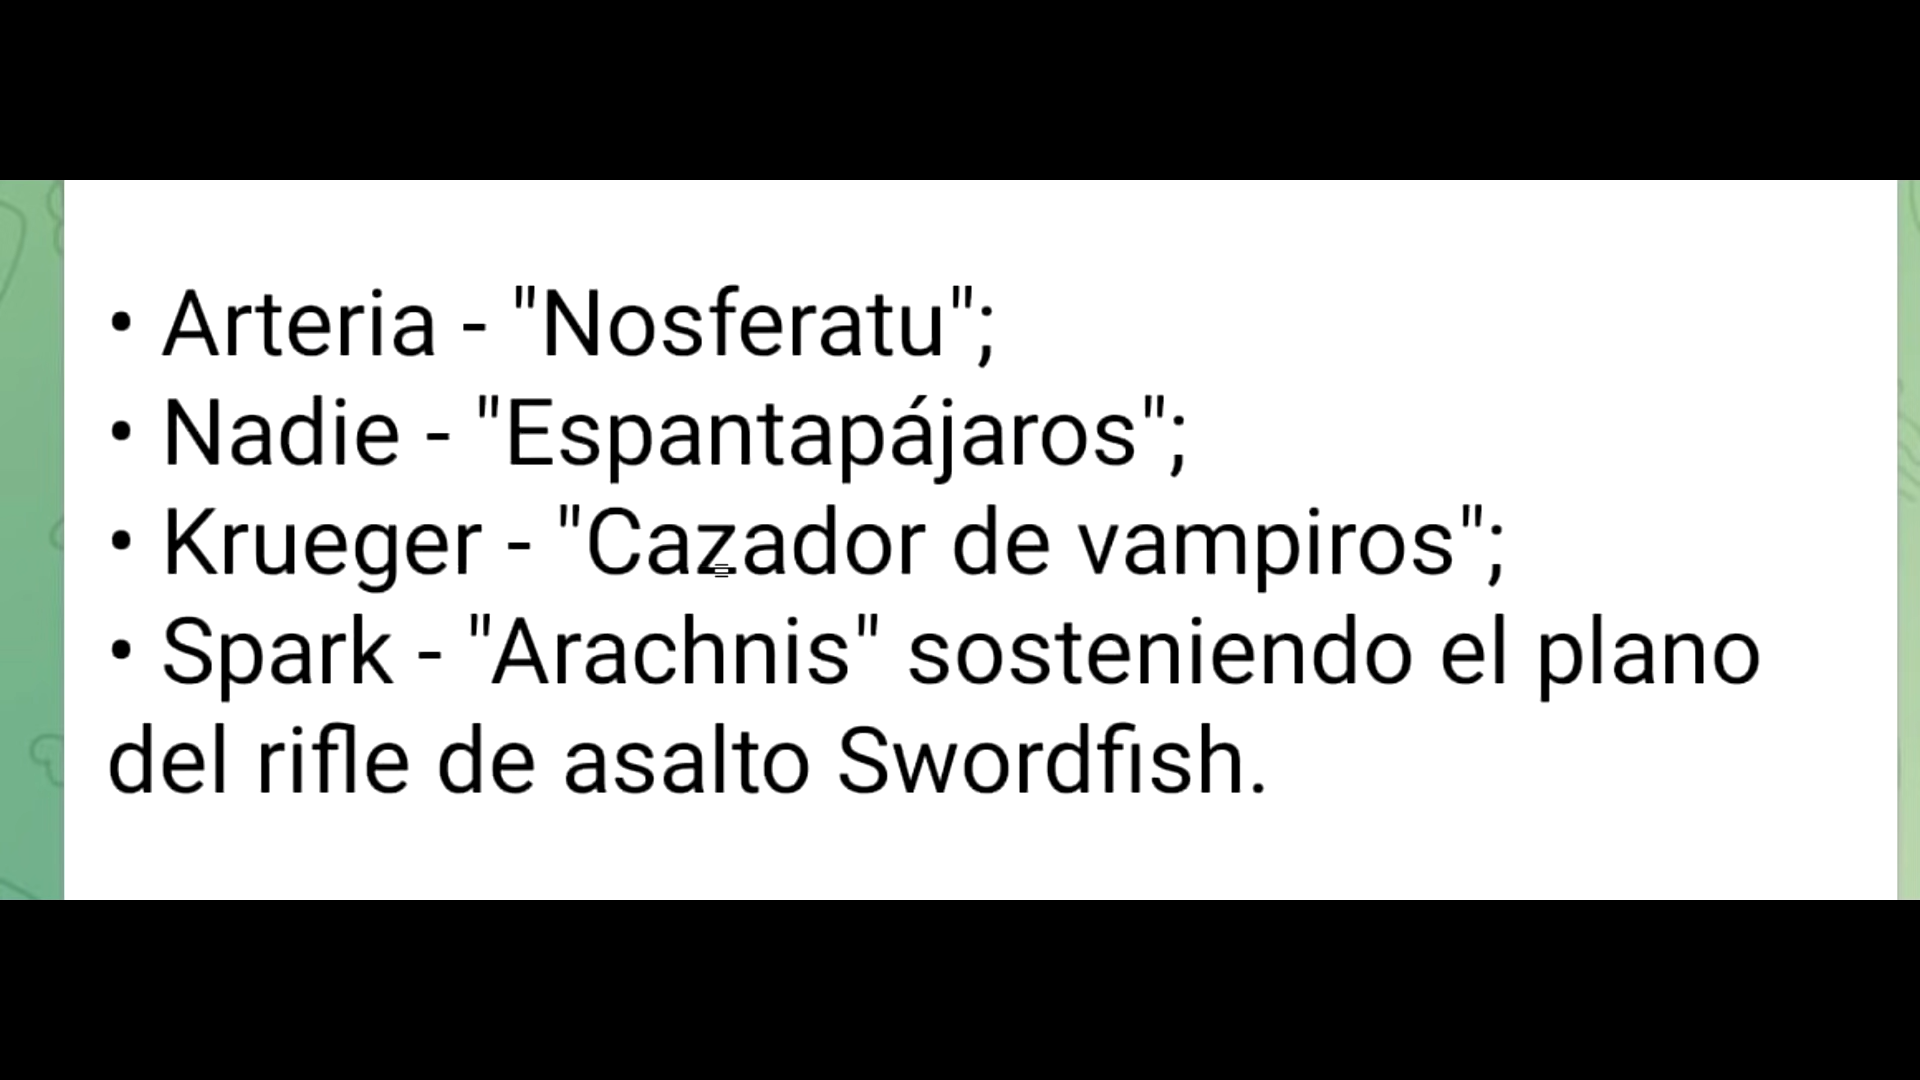 • Arteria - "Nosferatu";
• Nadie - "Espantapájaros";
• Krueger - "Cazador de vampiros";
• Spark - "Arachnis" sosteniendo el plano
del rifle de asalto Swordfish.